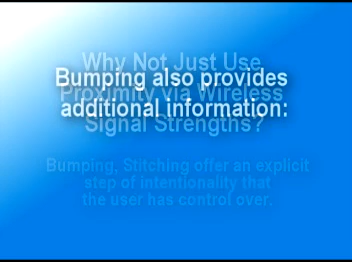 Why Not Just Use
Bumping also provides
Proximity via Wireless
additional information:
Signal Strengths?
Bumping, Stitching offer an explicit
step of intentionality that
the user has control over.